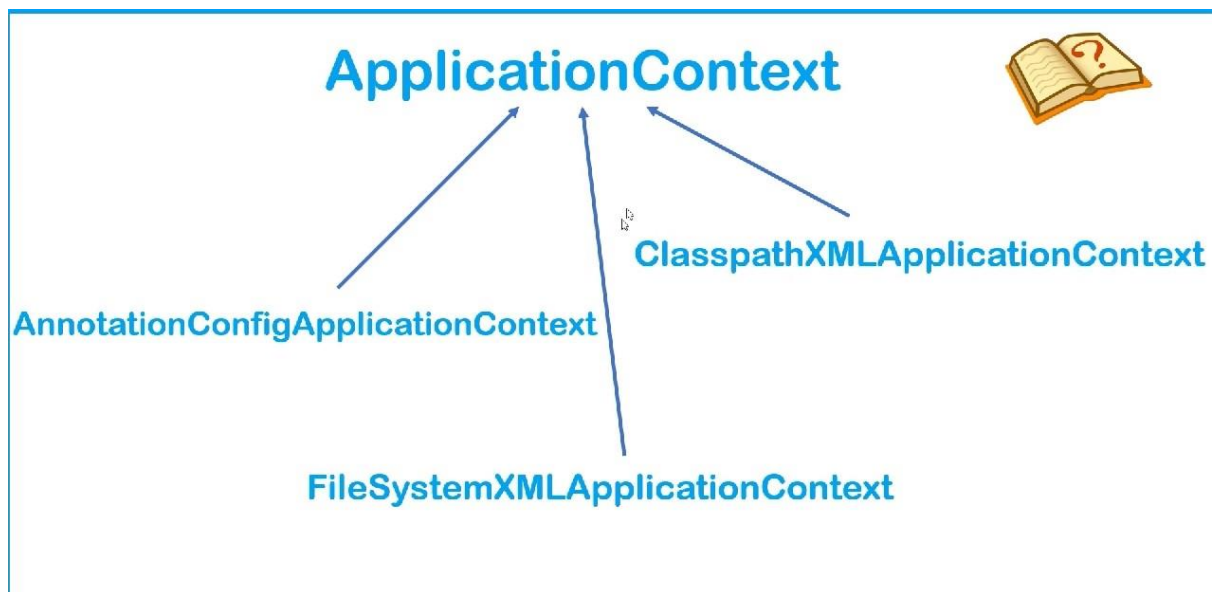 ApplicationContext
ClasspathXMLApplicationContext
AnnotationConfigApplicationContext
FileSystemXMLApplicationContext